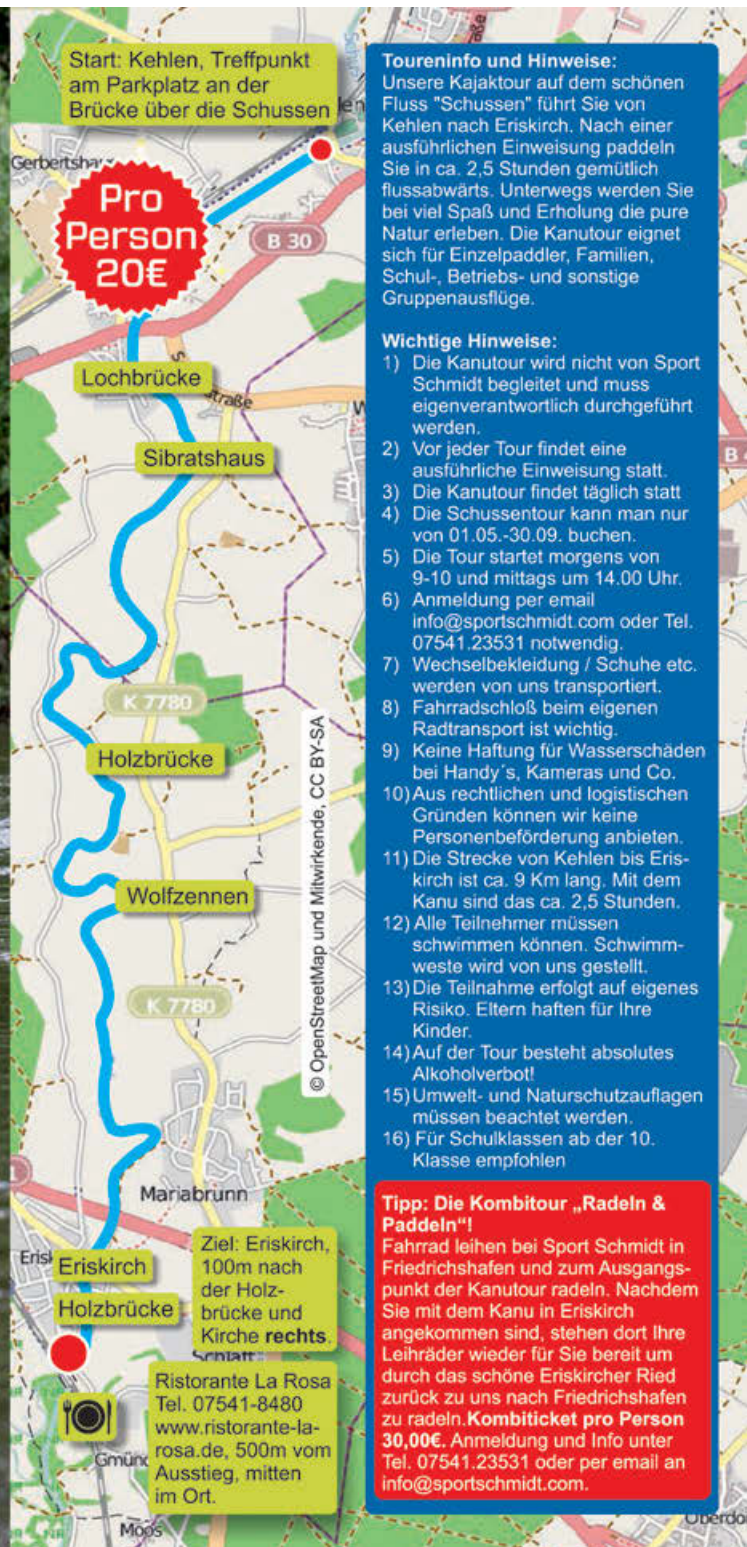 Start: Kehlen, Treffpunkt
am Parkplatz an der
Brücke über die Schussen
Pro
Person
20€
B 30
Lochbrücke
Sibratshaus
K 7780
Holzbrücke
Wolfzennen
K 7780
© OpenStreetMap und Mitwirkende, CC BY-SA
Mariabrunn
Eriskirch
Holzbrücke
Ziel: Eriskirch,
100m nach
der Holz-
brücke und
Kirche rechts.
Schlatt
Ristorante La Rosa
Tel. 07541-8480
www.ristorante-la-
rosa.de, 500m vom
Ausstieg, mitten
im Ort.
Moos
Toureninfo und Hinweise:
Unsere Kajaktour auf dem schönen
Fluss "Schussen" führt Sie von
Kehlen nach Eriskirch. Nach einer
ausführlichen Einweisung paddeln
Sie in ca. 2,5 Stunden gemütlich
flussabwärts. Unterwegs werden Sie
bei viel Spaß und Erholung die pure
Natur erleben. Die Kanutour eignet
sich für Einzelpaddler, Familien,
Schul-, Betriebs- und sonstige
Gruppenausflüge.
Wichtige Hinweise:
1) Die Kanutour wird nicht von Sport
Schmidt begleitet und muss
eigenverantwortlich durchgeführt
werden.
2) Vor jeder Tour findet eine
ausführliche Einweisung statt.
3) Die Kanutour findet täglich statt
4) Die Schussentour kann man nur
von 01.05.-30.09. buchen.
5) Die Tour startet morgens von
9-10 und mittags um 14.00 Uhr.
6) Anmeldung per email
info@sportschmidt.com oder Tel.
07541.23531 notwendig.
7) Wechselbekleidung / Schuhe etc.
werden von uns transportiert.
8) Fahrradschloß beim eigenen
Radtransport ist wichtig.
9) Keine Haftung für Wasserschäden
bei Handy´s, Kameras und Co.
10) Aus rechtlichen und logistischen
Gründen können wir keine
Personenbeförderung anbieten.
11) Die Strecke von Kehlen bis Eris-
kirch ist ca. 9 Km lang. Mit dem
Kanu sind das ca. 2,5 Stunden.
12) Alle Teilnehmer müssen
schwimmen können. Schwimm-
weste wird von uns gestellt.
13) Die Teilnahme erfolgt auf eigenes
Risiko. Eltern haften für Ihre
Kinder.
14) Auf der Tour besteht absolutes
Alkoholverbot!
15) Umwelt- und Naturschutzauflagen
müssen beachtet werden.
16) Für Schulklassen ab der 10.
Klasse empfohlen
Tipp: Die Kombitour „Radeln &
Paddeln“!
Fahrrad leihen bei Sport Schmidt in
Friedrichshafen und zum Ausgangs-
punkt der Kanutour radeln. Nachdem
Sie mit dem Kanu in Eriskirch
angekommen sind, stehen dort Ihre
Leihräder wieder für Sie bereit um
durch das schöne Eriskircher Ried
zurück zu uns nach Friedrichshafen
zu radeln.Kombiticket pro Person
30,00€. Anmeldung und Info unter
Tel. 07541.23531 oder per email an
info@sportschmidt.com.